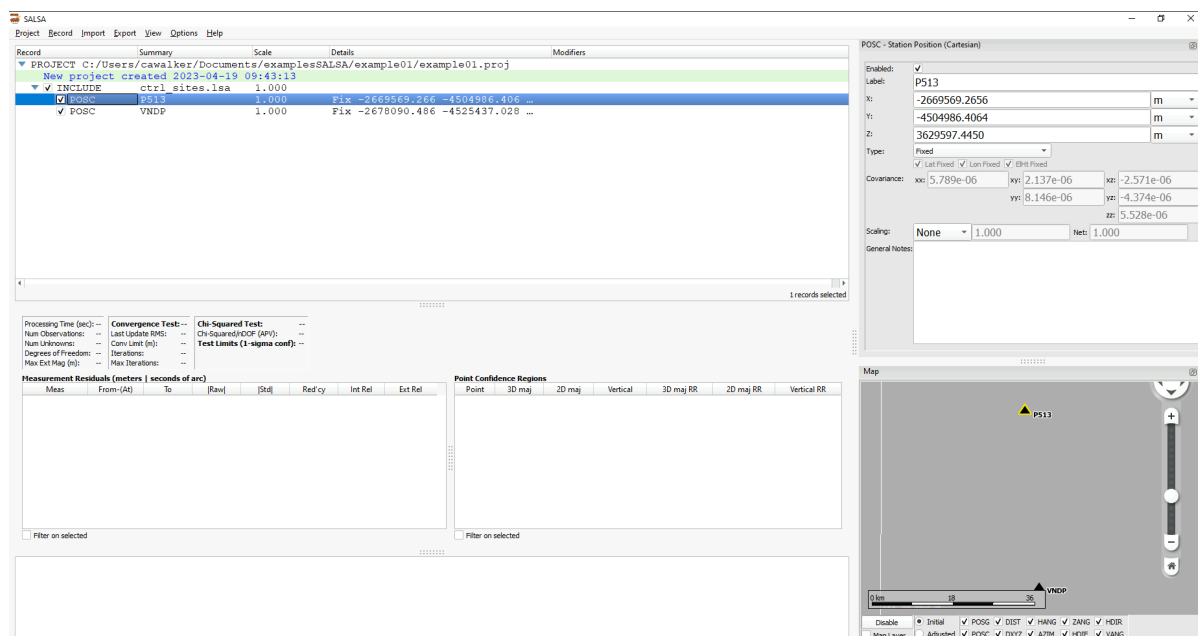 SALSA
Project Record Import Export View Options Help
Record Summary Scale Details Modifiers
PROJECT C:/Users/cawalker/Documents/examplesSALSA/example01/example01.proj
New project created 2023-04-19 09:43:13
INCLUDE ctrl_sites.lsa 1.000
POSC P513 1.000 Fix -2669569.266 -4504986.406 ...
POSC VNDP 1.000 Fix -2678090.486 -4525437.028 ...
1 records selected
POSC - Station Position (Cartesian)
Enabled:
Label: P513
X: -2669569.2656 m
Y: -4504986.4064 m
Z: 3629597.4450 m
Type: Fixed
Lat Fixed Lon Fixed ElHt Fixed
Covariance: xx: 5.789e-06 xy: 2.137e-06 xz: -2.571e-06
yy: 8.146e-06 yz: -4.374e-06
zz: 5.528e-06
Scaling: None 1.000 Net: 1.000
General Notes:
Processing Time (sec): -- Convergence Test: -- Chi-Squared Test: --
Num Observations: -- Last Update RMS: -- Chi-Squared/nDOF (APV): --
Num Unknowns: -- Conv Limit (m): -- Test Limits (1-sigma conf): --
Degrees of Freedom: -- Iterations: --
Max Ext Mag (m): -- Max Iterations: --
Measurement Residuals (meters | seconds of arc)
Meas From-(At) To |Raw| |Std| Red'cy Int Rel Ext Rel
Filter on selected
Point Confidence Regions
Point 3D maj 2D maj Vertical 3D maj RR 2D maj RR Vertical RR
Filter on selected
Map
P513
VNDP
0 km 18 36
Disable Initial POSG DIST HANG ZANG HDIR
Map Layer Adjusted POSC DXYZ AZIM HDIF VANG